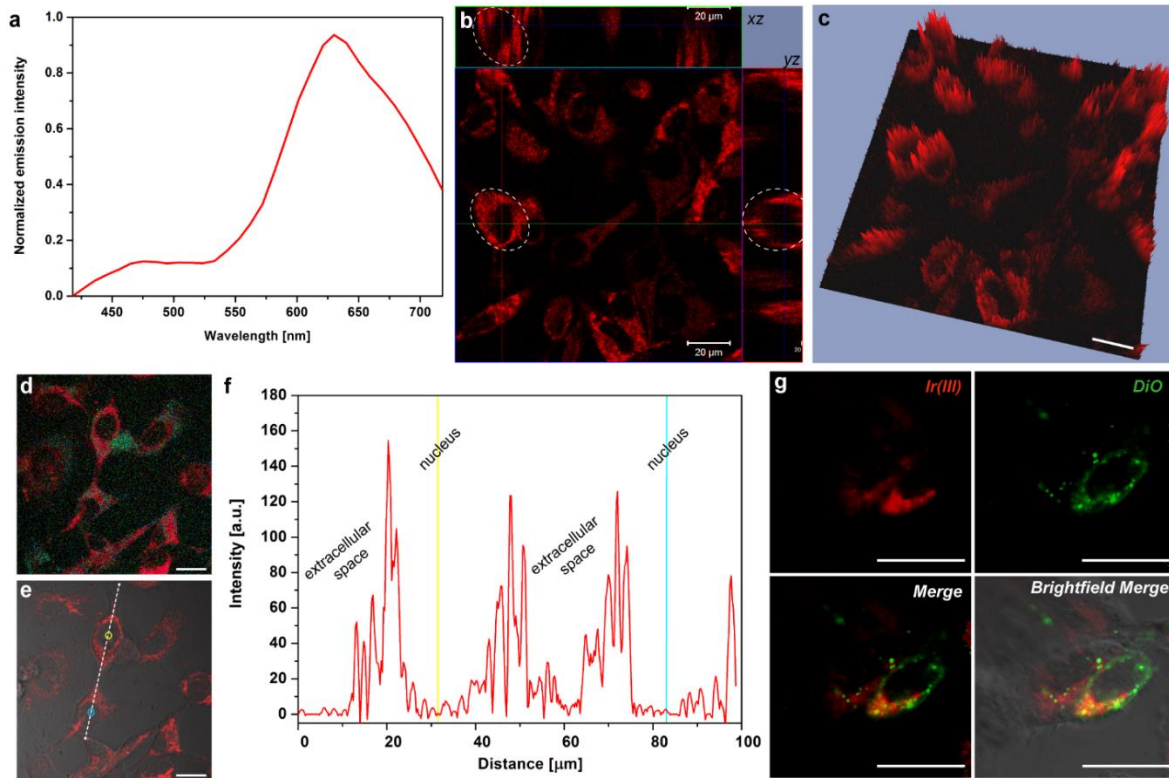 a
Normalized emission intensity
1.0
0.8
0.6
0.4
0.2
0.0
450 500 550 600 650 700
Wavelength [nm]
b
20 µm
xz
yz
20 µm
20
c
d
e
f
Intensity [a.u.]
180
160
140
120
100
80
60
40
20
0
extracellular
space
nucleus
extracellular
space
nucleus
0 20 40 60 80 100
Distance [µm]
g
Ir(III)
DiO
Merge
Brightfield Merge